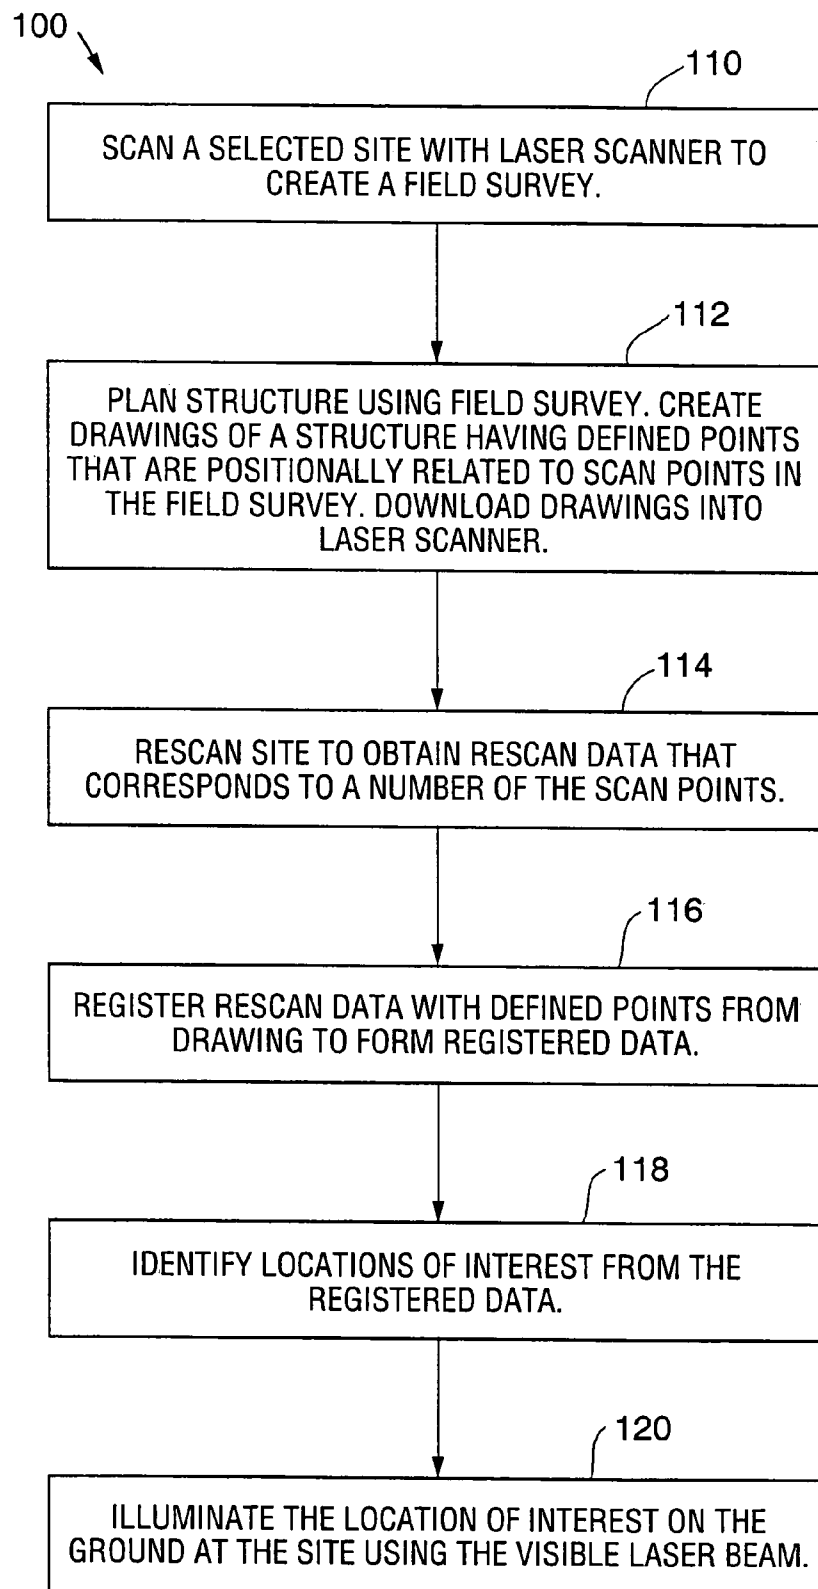 100
110
SCAN A SELECTED SITE WITH LASER SCANNER TO
CREATE A FIELD SURVEY.
112
PLAN STRUCTURE USING FIELD SURVEY. CREATE
DRAWINGS OF A STRUCTURE HAVING DEFINED POINTS
THAT ARE POSITIONALLY RELATED TO SCAN POINTS IN
THE FIELD SURVEY. DOWNLOAD DRAWINGS INTO
LASER SCANNER.
114
RESCAN SITE TO OBTAIN RESCAN DATA THAT
CORRESPONDS TO A NUMBER OF THE SCAN POINTS.
116
REGISTER RESCAN DATA WITH DEFINED POINTS FROM
DRAWING TO FORM REGISTERED DATA.
118
IDENTIFY LOCATIONS OF INTEREST FROM THE
REGISTERED DATA.
120
ILLUMINATE THE LOCATION OF INTEREST ON THE
GROUND AT THE SITE USING THE VISIBLE LASER BEAM.